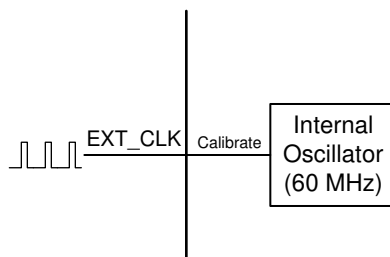 EXT_CLK
Calibrate
Internal
Oscillator
(60 MHz)